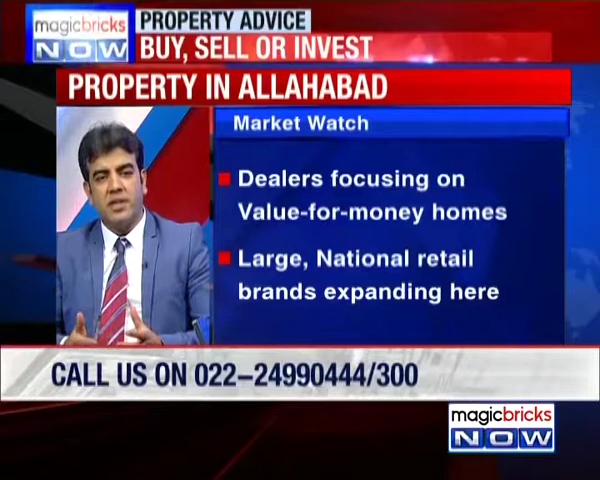 magicbricks
NOW
PROPERTY ADVICE
BUY, SELL OR INVEST
PROPERTY IN ALLAHABAD
Market Watch
Dealers focusing on
Value-for-money homes
Large, National retail
brands expanding here
CALL US ON 022–24990444/300
magicbricks
NOW